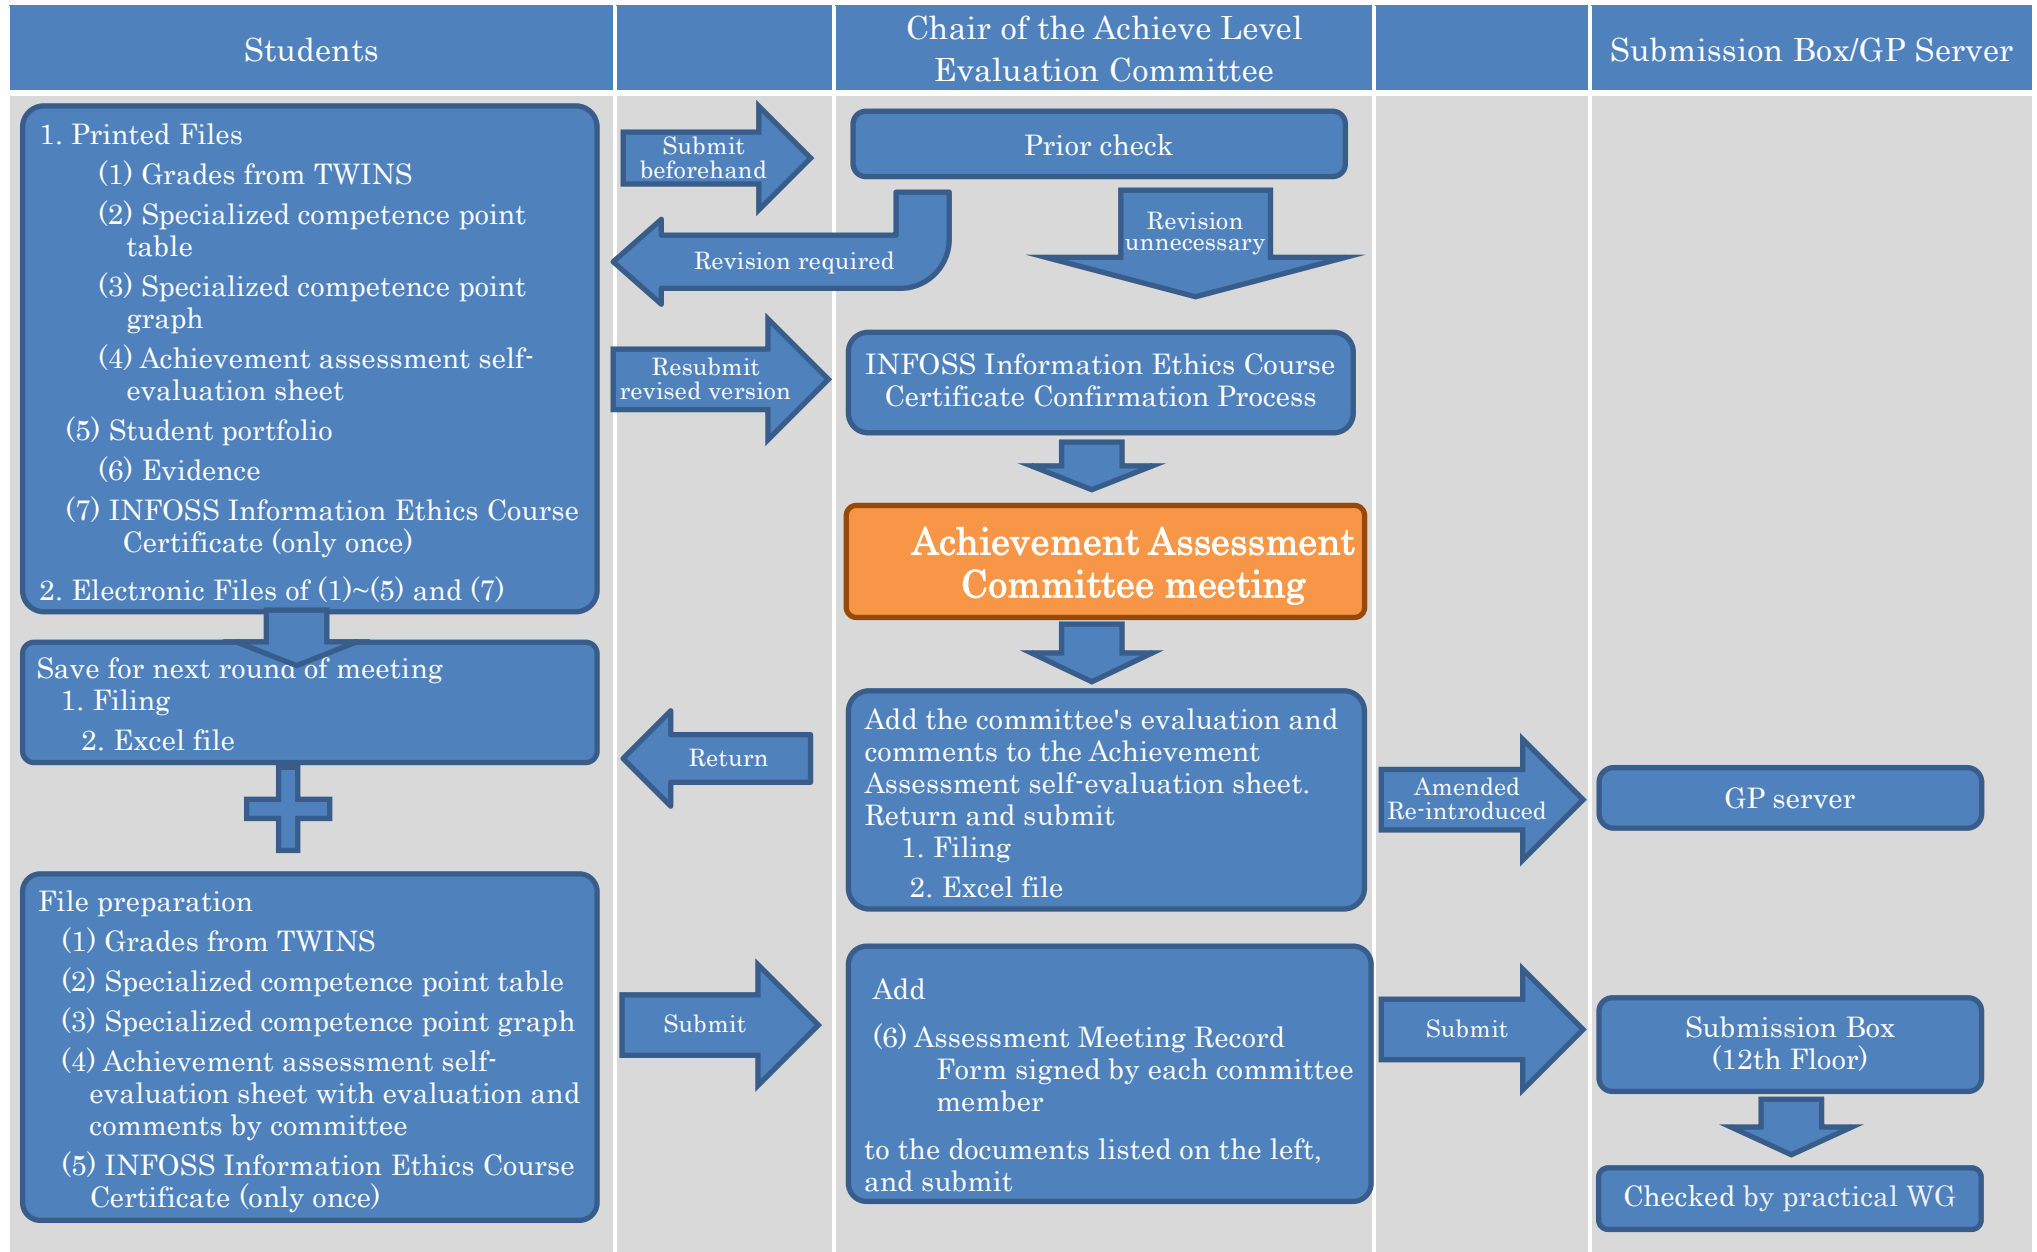 Students
Chair of the Achieve Level
Evaluation Committee
Submission Box/GP Server
1. Printed Files
(1) Grades from TWINS
(2) Specialized competence point
table
(3) Specialized competence point
graph
(4) Achievement assessment self-
evaluation sheet
(5) Student portfolio
(6) Evidence
(7) INFOSS Information Ethics Course
Certificate (only once)
2. Electronic Files of (1)~(5) and (7)
Submit
beforehand
Prior check
Revision required
Revision
unnecessary
Resubmit
revised version
INFOSS Information Ethics Course
Certificate Confirmation Process
Achievement Assessment
Committee meeting
Save for next round of meeting
1. Filing
2. Excel file
Return
Add the committee's evaluation and
comments to the Achievement
Assessment self-evaluation sheet.
Return and submit
1. Filing
2. Excel file
Amended
Re-introduced
GP server
File preparation
(1) Grades from TWINS
(2) Specialized competence point table
(3) Specialized competence point graph
(4) Achievement assessment self-
evaluation sheet with evaluation and
comments by committee
(5) INFOSS Information Ethics Course
Certificate (only once)
Submit
Add
(6) Assessment Meeting Record
Form signed by each committee
member
to the documents listed on the left,
and submit
Submit
Submission Box
(12th Floor)
Checked by practical WG